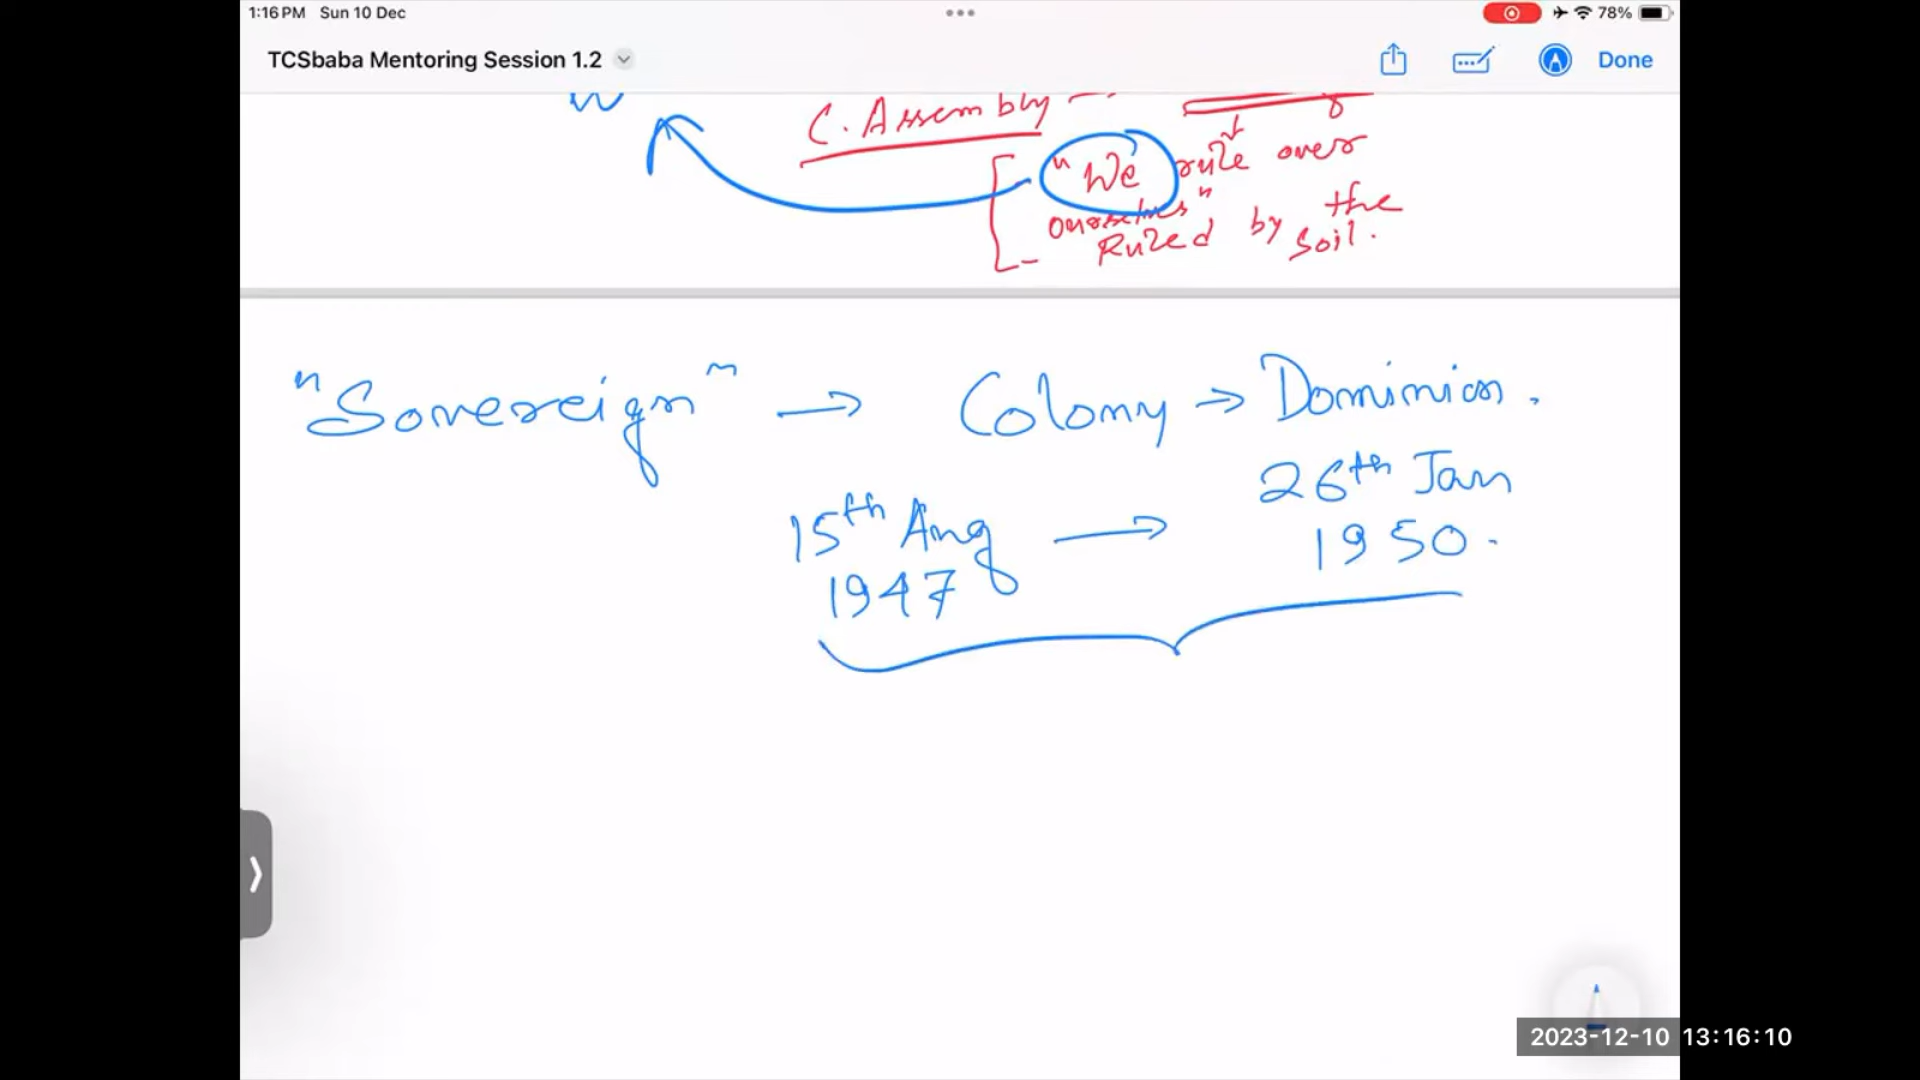 1:16 PM Sun 10 Dec
78%
TCSbaba Mentoring Session 1.2
Done
C. Assembly →
"We rule over
ourselves"
Ruled by the
soil.
"Sovereign" → Colony → Dominion.
15th Aug → 26th Jan
1947 1950.
2023-12-10 13:16:10